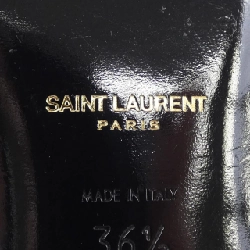 SAINT LAURENT
PARIS
MADE IN ITALY
36½